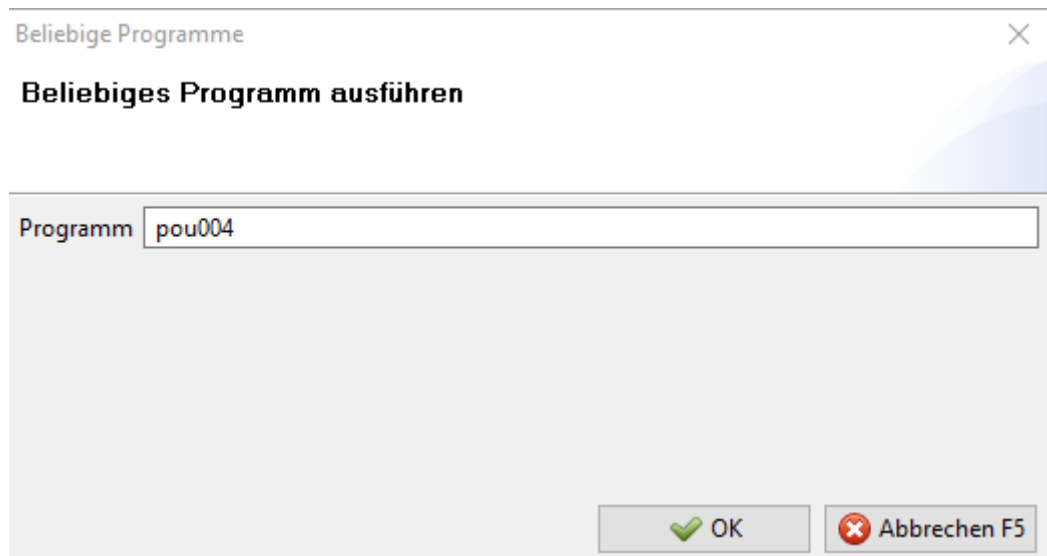 Beliebige Programme
Beliebiges Programm ausführen
Programm pou004
OK Abbrechen F5